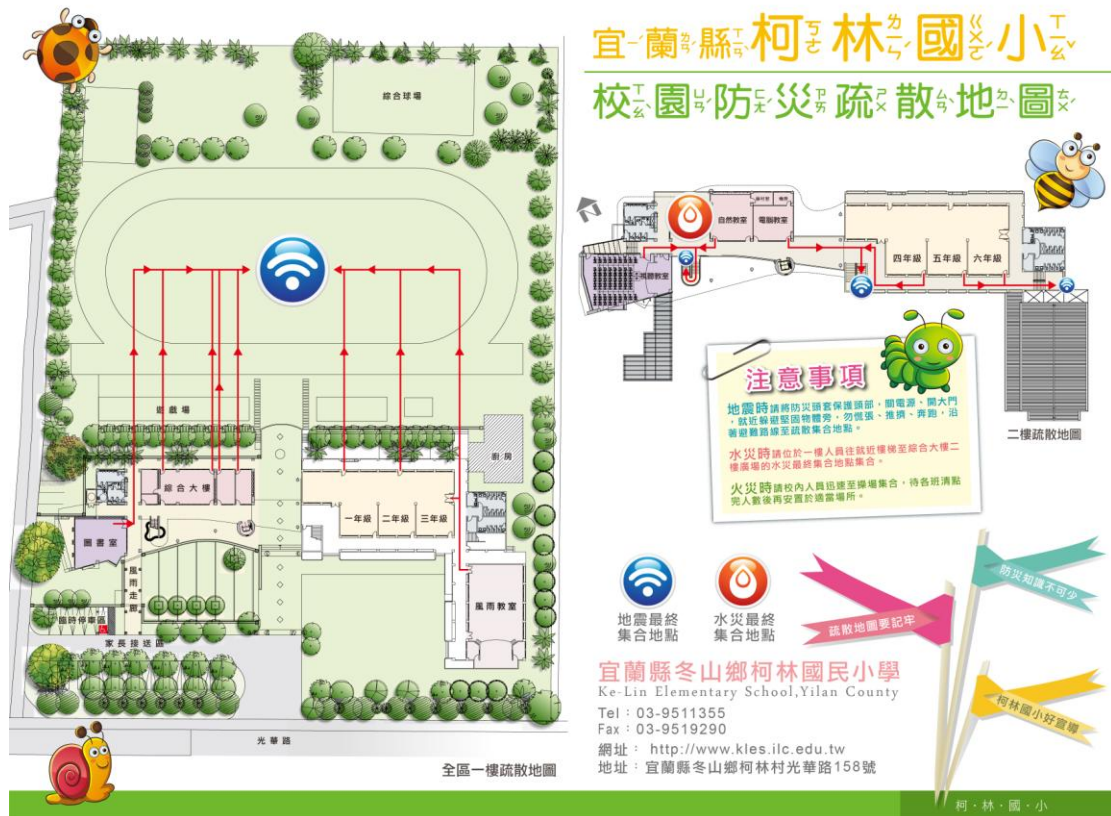 宜蘭縣柯林國小
校園防災疏散地圖
綜合球場
遊戲場
廚房
綜合大樓
一年級
二年級
三年級
圖書室
風雨走廊
風雨教室
臨時停車區
家長接送區
光華路
全區一樓疏散地圖
自然教室
電腦教室
視聽教室
四年級
五年級
六年級
二樓疏散地圖
注意事項
地震時請將防災頭套保護頭部,關電源、開大門
,就近躲避堅固物體旁,勿慌張、推擠、奔跑,沿
著避難路線至疏散集合地點。
水災時請位於一樓人員往就近樓梯至綜合大樓二
樓廣場的水災最終集合地點集合。
火災時請校內人員迅速至操場集合,待各班清點
完人數後再安置於適當場所。
地震最終
集合地點
水災最終
集合地點
防災知識不可少
疏散地圖要記牢
柯林國小好宣導
宜蘭縣冬山鄉柯林國民小學
Ke-Lin Elementary School,Yilan County
Tel:03-9511355
Fax:03-9519290
網址: http://www.kles.ilc.edu.tw
地址:宜蘭縣冬山鄉柯林村光華路158號
柯·林·國·小